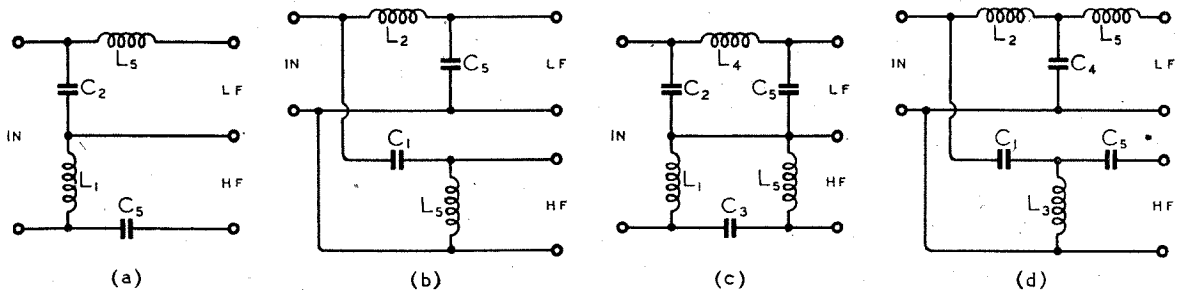 L₅
C₂
LF
IN
L₁
HF
C₅
(a)
L₂
IN
C₅
LF
C₁
L₅
HF
(b)
L₄
C₂
C₅
LF
IN
L₁
L₅
HF
C₃
(c)
L₂
L₅
IN
C₄
LF
C₁
C₅
L₃
HF
(d)